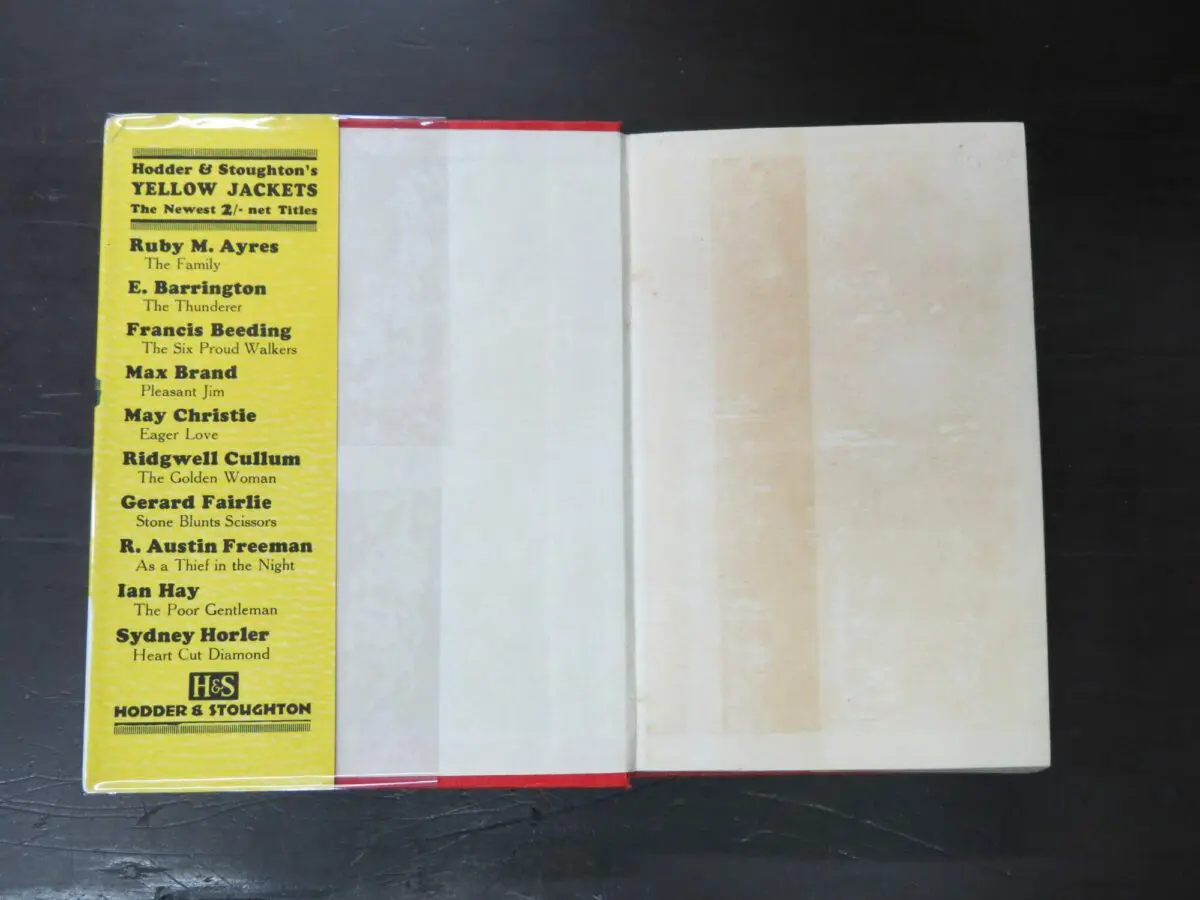 Hodder & Stoughton's
YELLOW JACKETS
The Newest 2/- net Titles
Ruby M. Ayres
The Family
E. Barrington
The Thunderer
Francis Beeding
The Six Proud Walkers
Max Brand
Pleasant Jim
May Christie
Eager Love
Ridgwell Cullum
The Golden Woman
Gerard Fairlie
Stone Blunts Scissors
R. Austin Freeman
As a Thief in the Night
Ian Hay
The Poor Gentleman
Sydney Horler
Heart Cut Diamond
H&S
HODDER & STOUGHTON